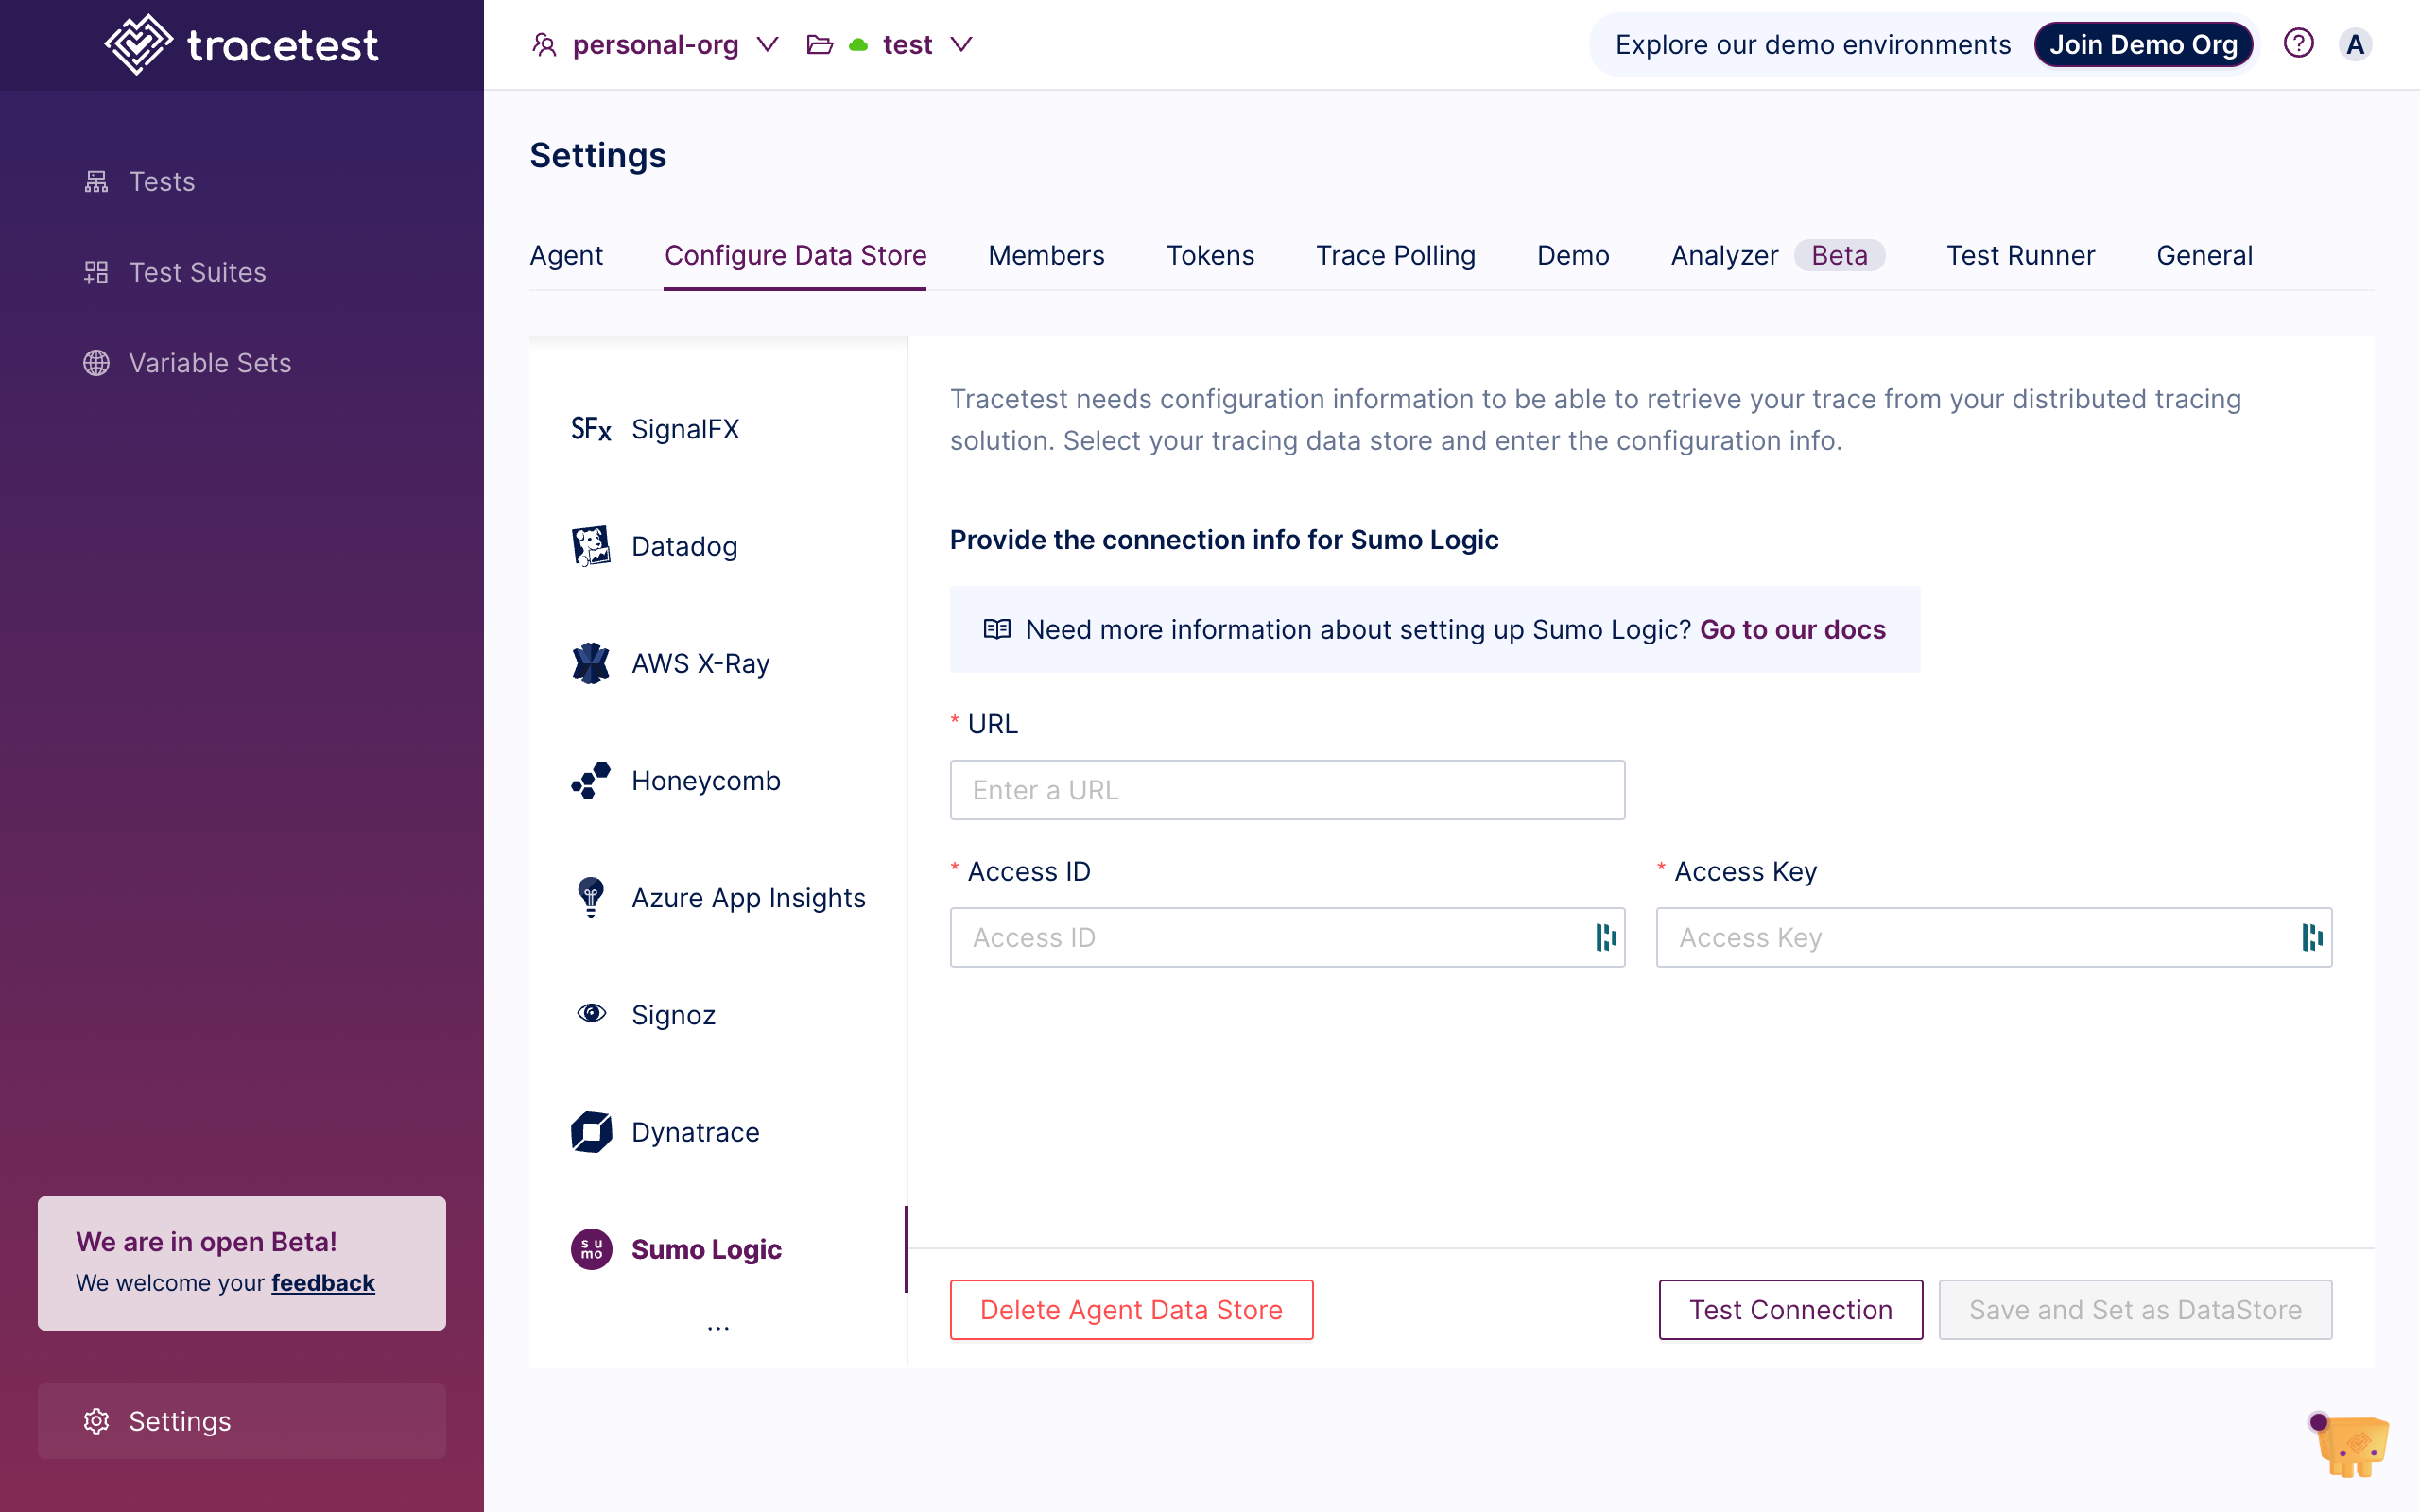 tracetest
personal-org
test
Explore our demo environments
Join Demo Org
A
Tests
Test Suites
Variable Sets
We are in open Beta!
We welcome your feedback
Settings
Settings
Agent
Configure Data Store
Members
Tokens
Trace Polling
Demo
Analyzer
Beta
Test Runner
General
SFx SignalFX
Datadog
AWS X-Ray
Honeycomb
Azure App Insights
Signoz
Dynatrace
su
mo
Sumo Logic
...
Tracetest needs configuration information to be able to retrieve your trace from your distributed tracing
solution. Select your tracing data store and enter the configuration info.
Provide the connection info for Sumo Logic
Need more information about setting up Sumo Logic? Go to our docs
* URL
Enter a URL
* Access ID
Access ID
* Access Key
Access Key
Delete Agent Data Store
Test Connection
Save and Set as DataStore